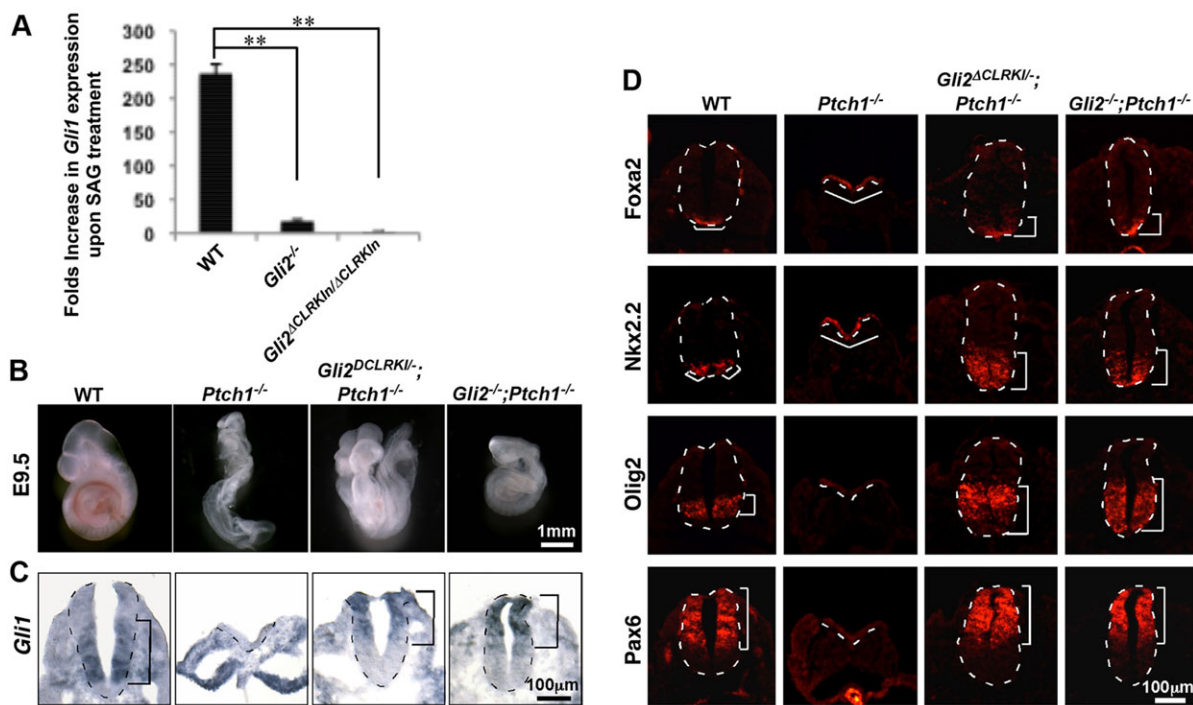 A
Folds Increase in Gli1 expression
upon SAG treatment
300
250
200
150
100
50
0
**
**
WT
Gli2-/-
Gli2ΔCLRKIn/ΔCLRKIn
B
WT
Ptch1-/-
Gli2DCLRKI/-;
Ptch1-/-
Gli2-/-;Ptch1-/-
E9.5
1mm
C
Gli1
100μm
D
WT
Ptch1-/-
Gli2ΔCLRKI/-;
Ptch1-/-
Gli2-/-;Ptch1-/-
Foxa2
Nkx2.2
Olig2
Pax6
100μm